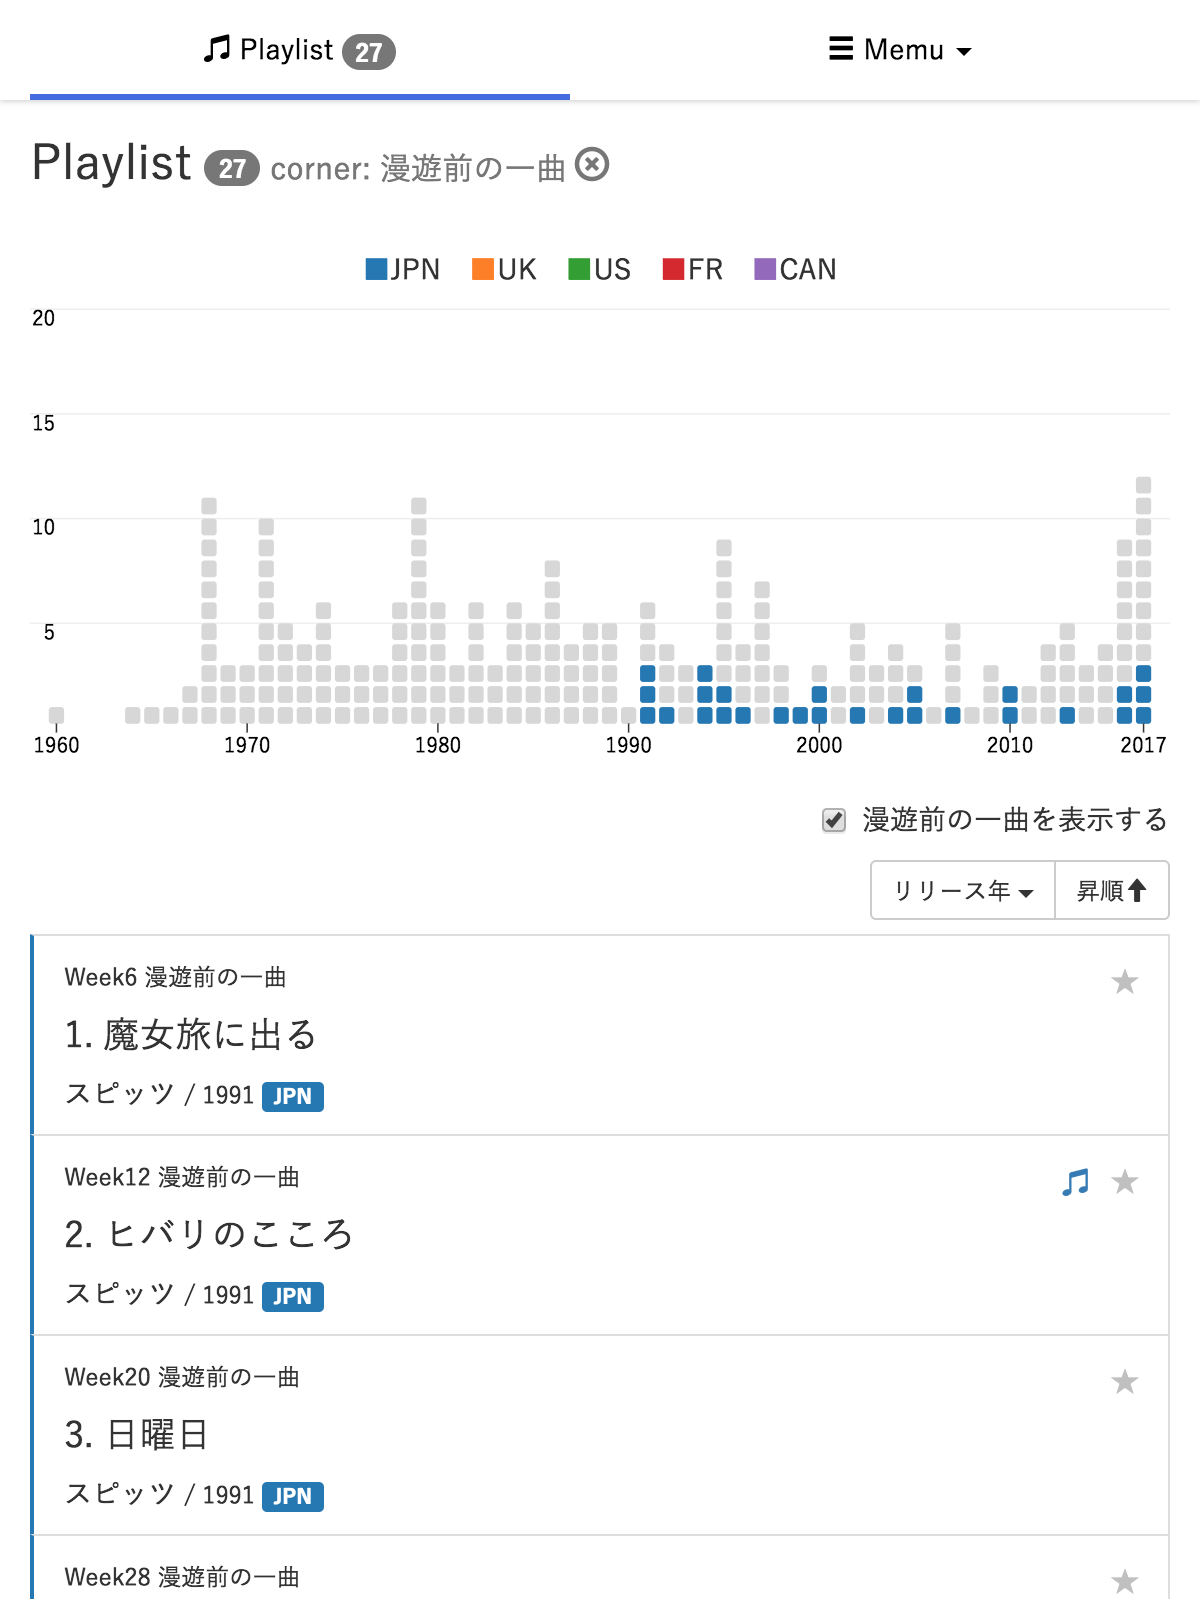 Playlist 27
Memu
Playlist 27 corner: 漫遊前の一曲
JPN UK US FR CAN
20
15
10
5
1960 1970 1980 1990 2000 2010 2017
漫遊前の一曲を表示する
リリース年 昇順
Week6 漫遊前の一曲
1. 魔女旅に出る
スピッツ / 1991 JPN
Week12 漫遊前の一曲
2. ヒバリのこころ
スピッツ / 1991 JPN
Week20 漫遊前の一曲
3. 日曜日
スピッツ / 1991 JPN
Week28 漫遊前の一曲